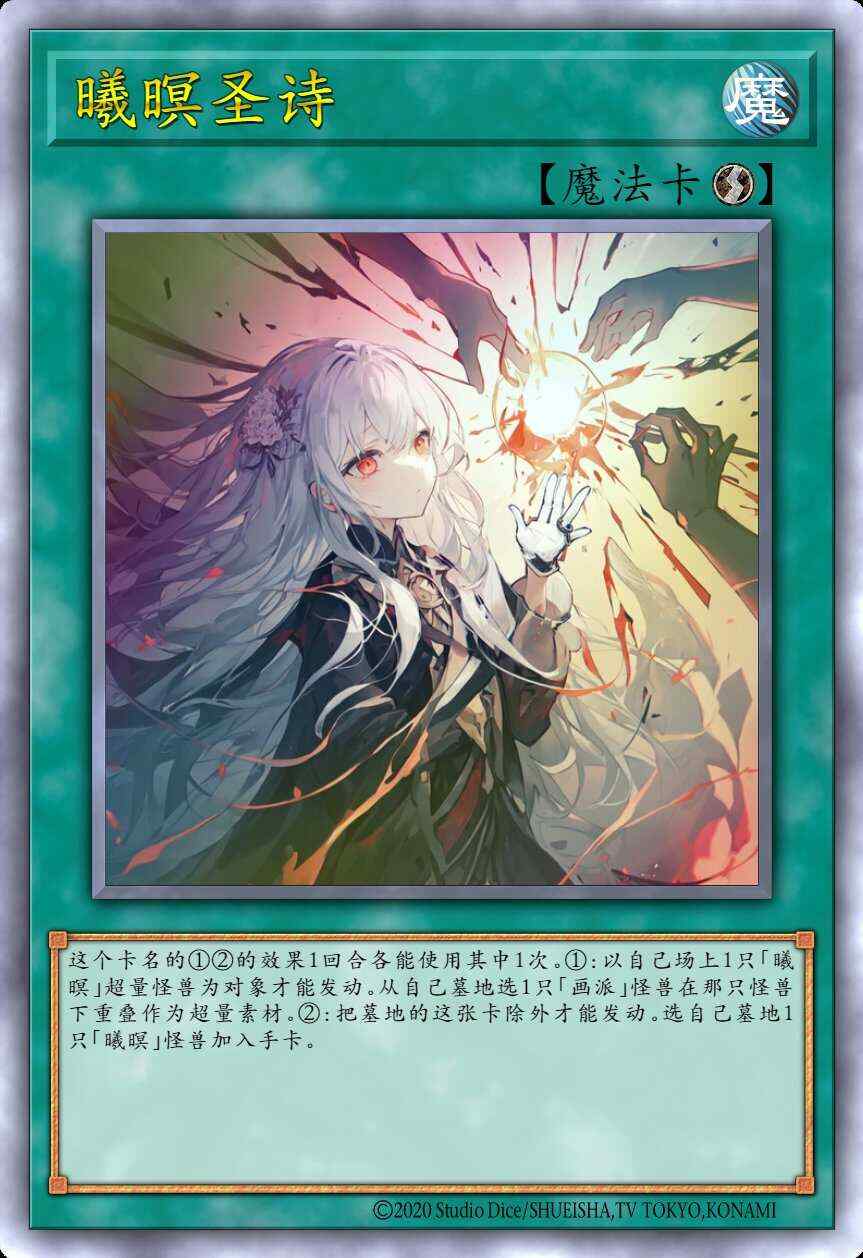 曦暝圣诗
魔
【魔法卡】
这个卡名的①②的效果1回合各能使用其中1次。①:以自己场上1只「曦
暝」超量怪兽为对象才能发动。从自己墓地选1只「画派」怪兽在那只怪兽
下重叠作为超量素材。②:把墓地的这张卡除外才能发动。选自己墓地1
只「曦暝」怪兽加入手卡。
©2020 Studio Dice/SHUEISHA,TV TOKYO,KONAMI